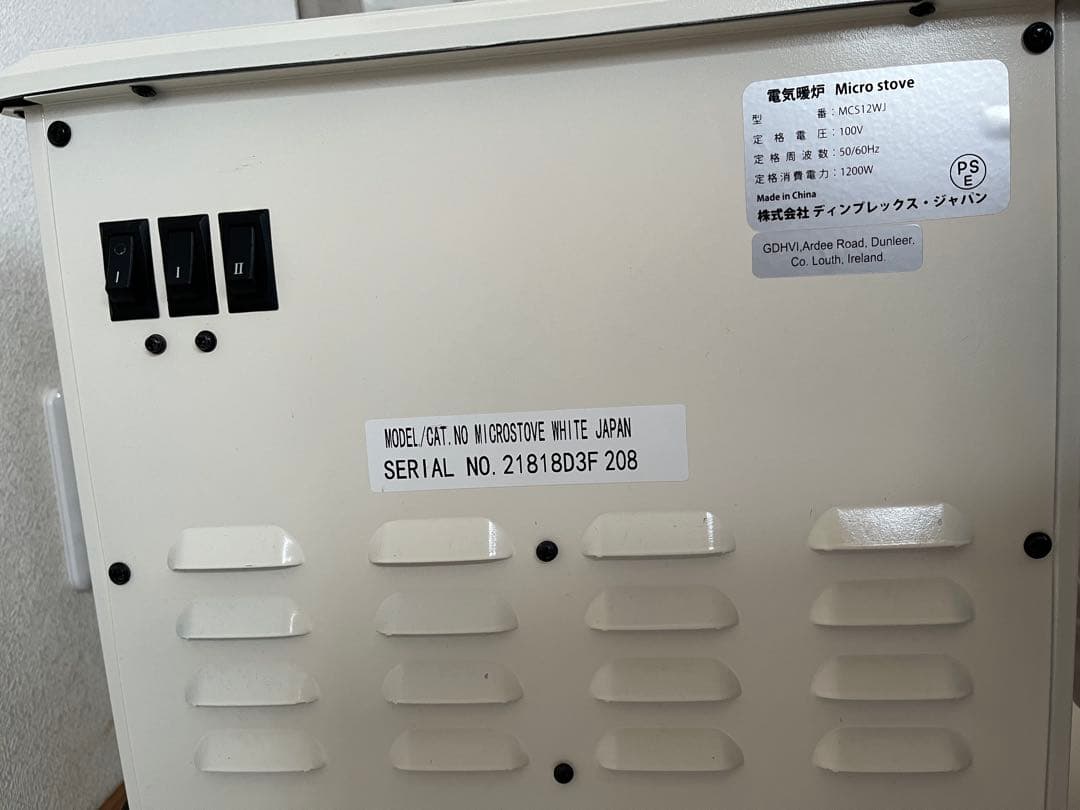 電気暖炉 Micro stove
型 番：MCS12WJ
定格電圧：100V
定格周波数：50/60Hz
定格消費電力：1200W
Made in China
株式会社 ディンプレックス・ジャパン
PS
E
GDHVI,Ardee Road, Dunleer.
Co. Louth, Ireland.
I
I
II
MODEL/CAT.NO MICROSTOVE WHITE JAPAN
SERIAL NO. 21818D3F 208